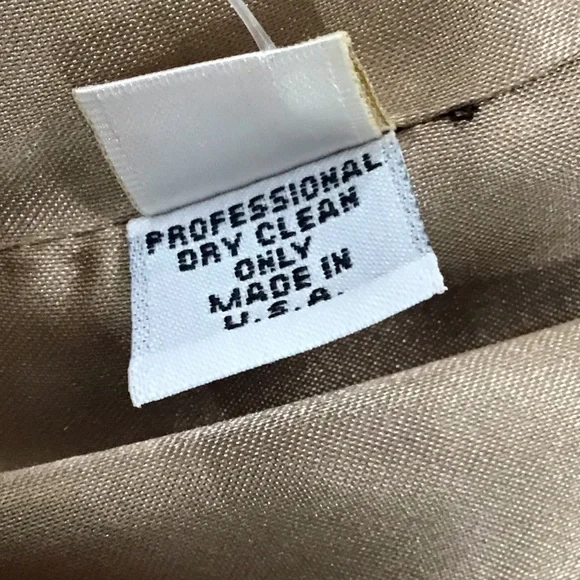 PROFESSIONAL
DRY CLEAN
ONLY
MADE IN
U.S.A.